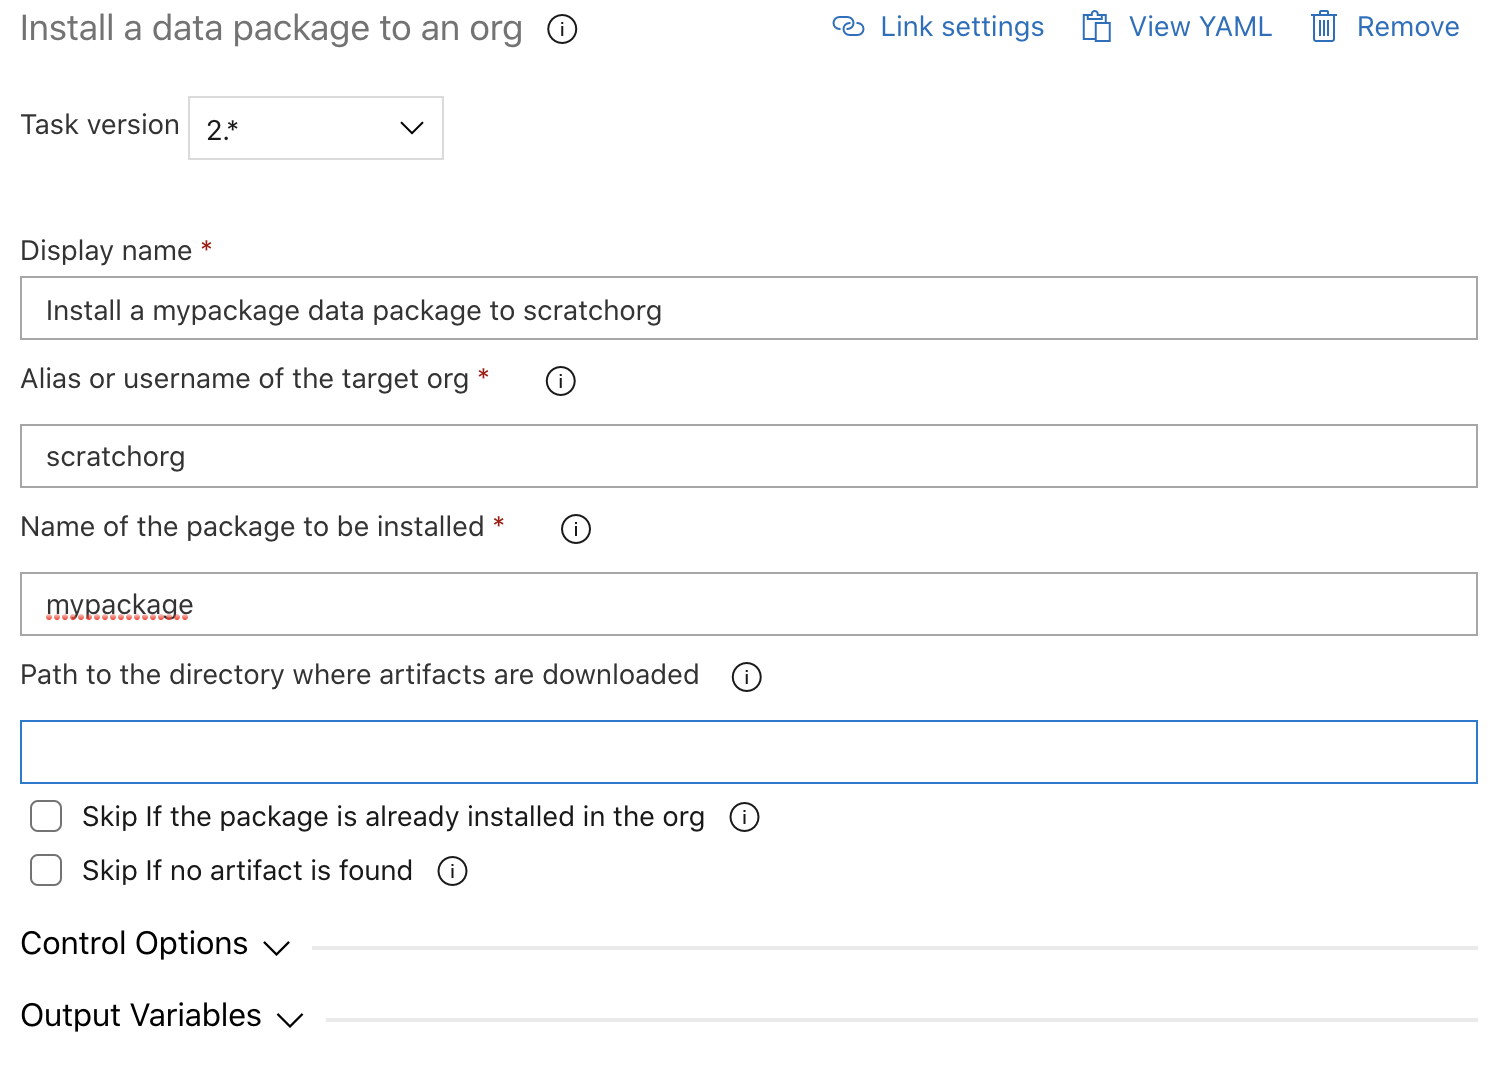 Install a data package to an org
Link settings
View YAML
Remove
Task version 2.*
Display name *
Install a mypackage data package to scratchorg
Alias or username of the target org *
scratchorg
Name of the package to be installed *
mypackage
Path to the directory where artifacts are downloaded
Skip If the package is already installed in the org
Skip If no artifact is found
Control Options
Output Variables